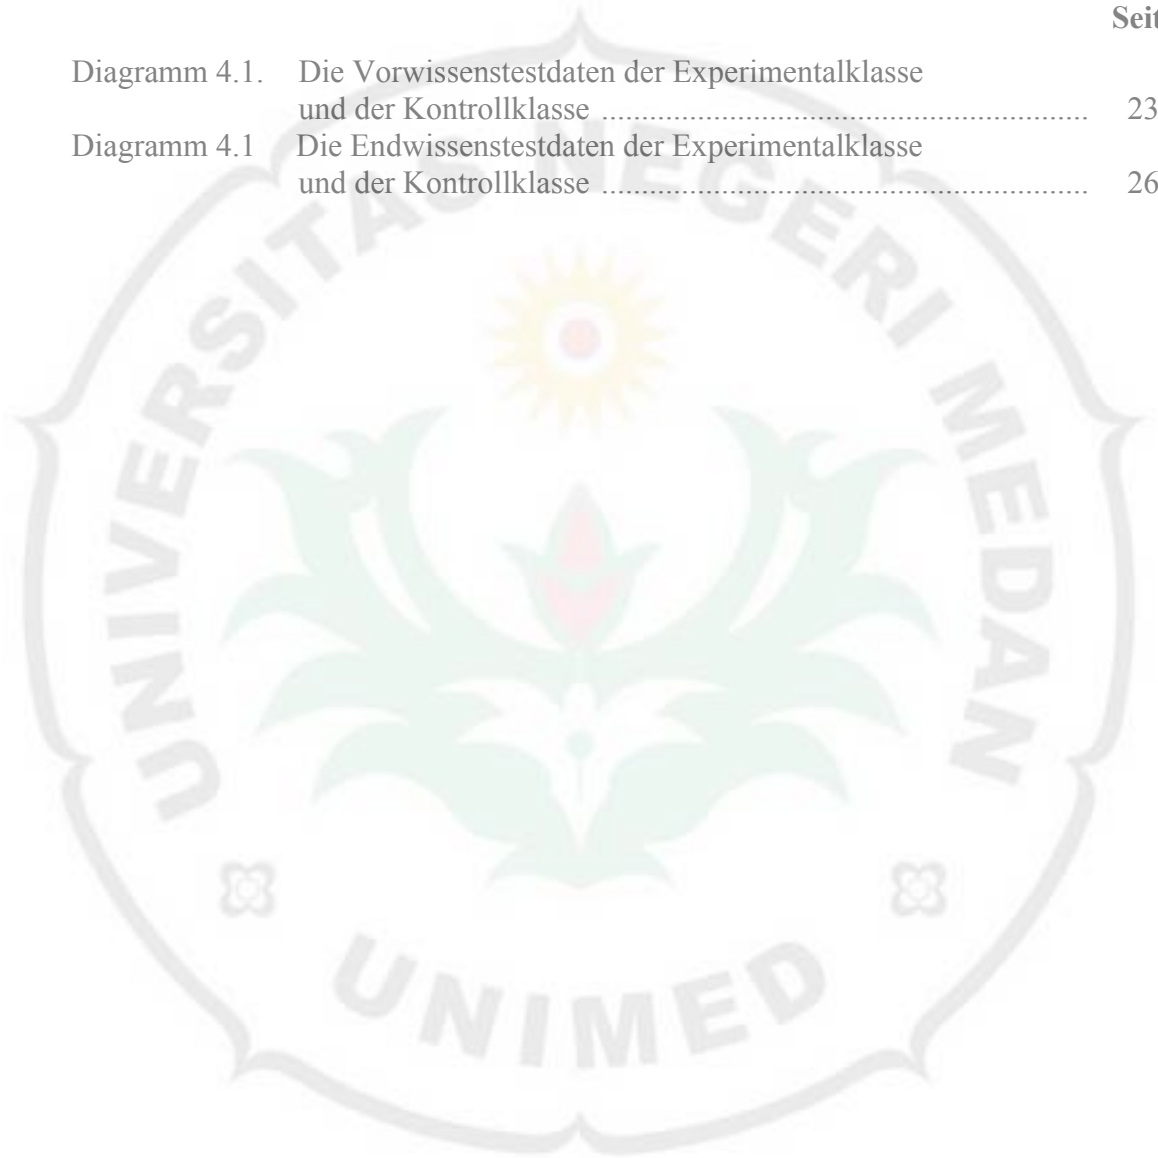 Seit
Diagramm 4.1. Die Vorwissenstestdaten der Experimentalklasse
und der Kontrollklasse ........................................................ 23
Diagramm 4.1 Die Endwissenstestdaten der Experimentalklasse
und der Kontrollklasse ........................................................ 26
UNIVERSITAS NEGERI MEDAN
UNIMED